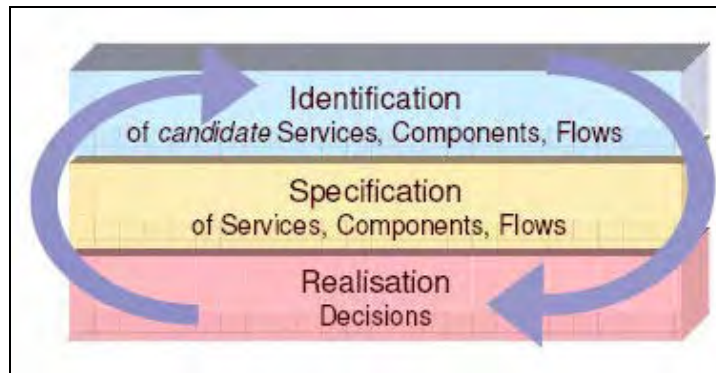 Identification
of candidate Services, Components, Flows
Specification
of Services, Components, Flows
Realisation
Decisions